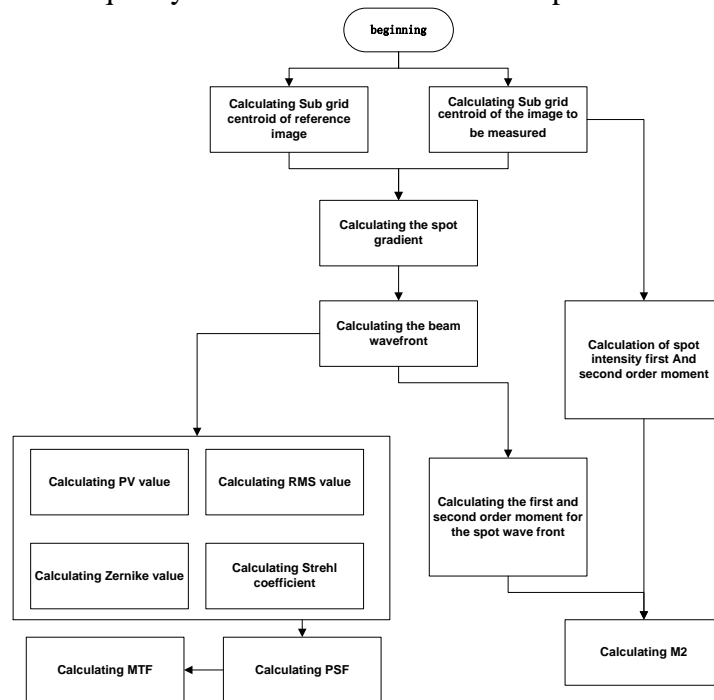 beginning
Calculating Sub grid
centroid of reference
image
Calculating Sub grid
centroid of the image to
be measured
Calculating the spot
gradient
Calculating the beam
wavefront
Calculation of spot
intensity first And
second order moment
Calculating PV value
Calculating RMS value
Calculating the first and
second order moment for
the spot wave front
Calculating Zernike value
Calculating Strehl
coefficient
Calculating M2
Calculating MTF
Calculating PSF